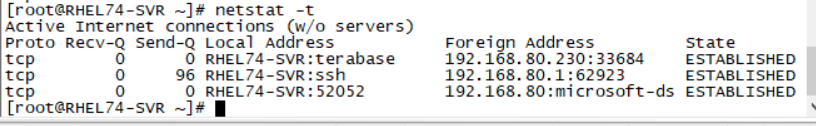 [root@RHEL74-SVR ~]# netstat -t
Active Internet connections (w/o servers)
Proto Recv-Q Send-Q Local Address           Foreign Address         State
tcp        0      0 RHEL74-SVR:terabase     192.168.80.230:33684    ESTABLISHED
tcp        0     96 RHEL74-SVR:ssh          192.168.80.1:62923      ESTABLISHED
tcp        0      0 RHEL74-SVR:52052        192.168.80:microsoft-ds ESTABLISHED
[root@RHEL74-SVR ~]#